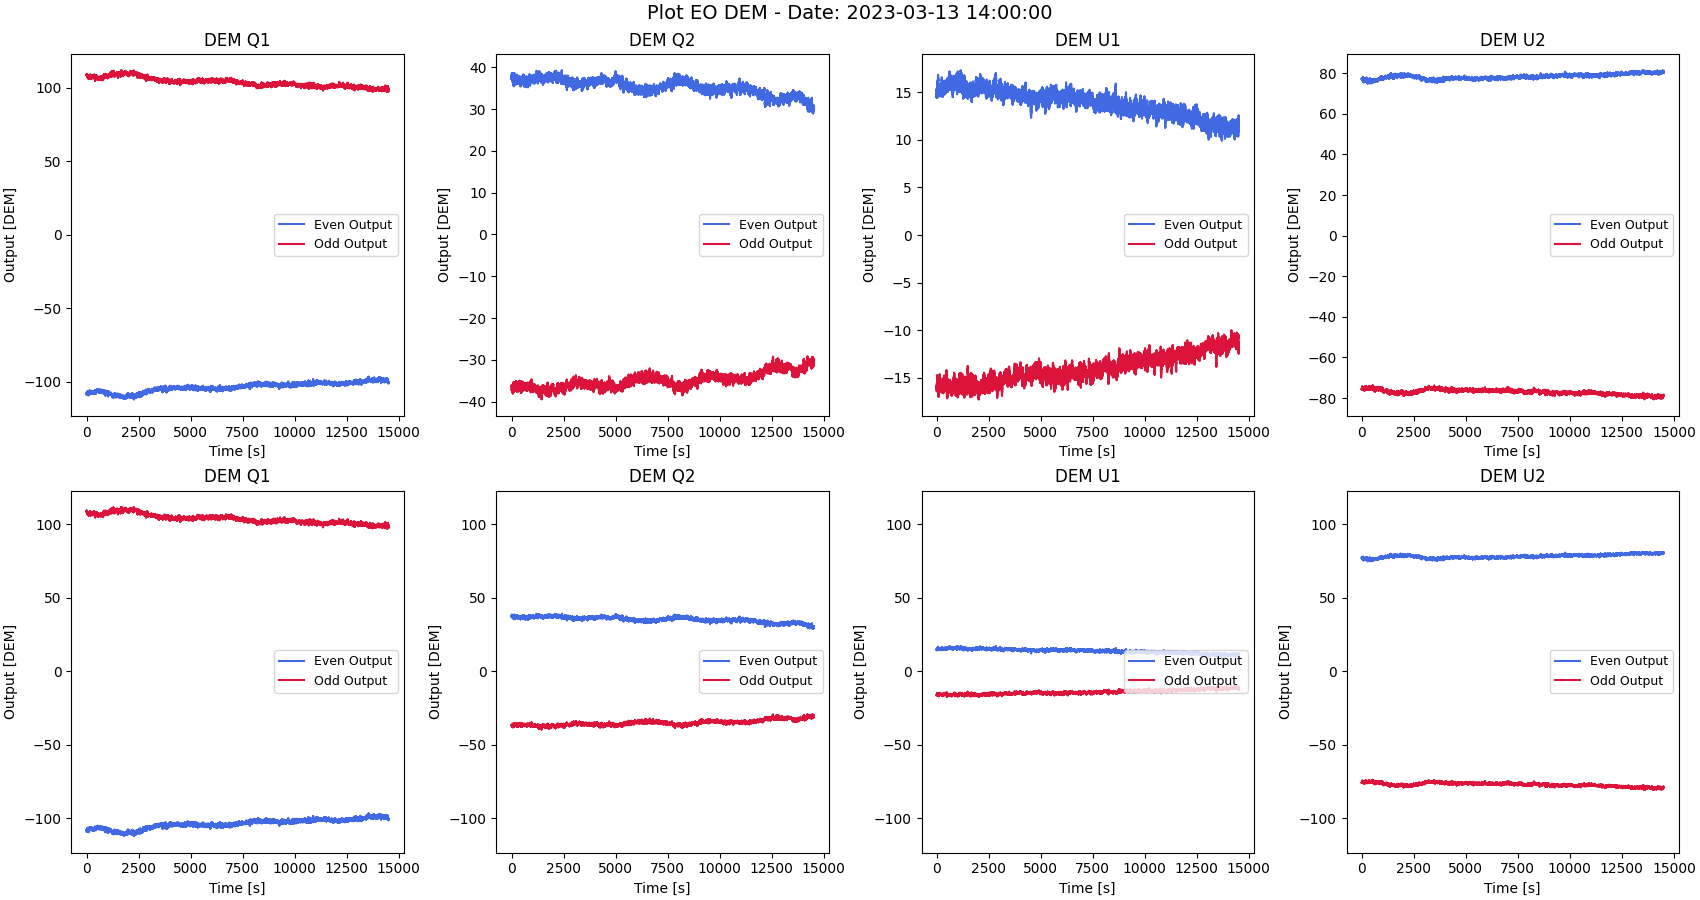 Plot EO DEM - Date: 2023-03-13 14:00:00
DEM Q1
Output [DEM]
100
50
0
−50
−100
Even Output
Odd Output
0 2500 5000 7500 10000 12500 15000
Time [s]
DEM Q2
Output [DEM]
40
30
20
10
0
−10
−20
−30
−40
Even Output
Odd Output
0 2500 5000 7500 10000 12500 15000
Time [s]
DEM U1
Output [DEM]
15
10
5
0
−5
−10
−15
Even Output
Odd Output
0 2500 5000 7500 10000 12500 15000
Time [s]
DEM U2
Output [DEM]
80
60
40
20
0
−20
−40
−60
−80
Even Output
Odd Output
0 2500 5000 7500 10000 12500 15000
Time [s]
DEM Q1
Output [DEM]
100
50
0
−50
−100
Even Output
Odd Output
0 2500 5000 7500 10000 12500 15000
Time [s]
DEM Q2
Output [DEM]
100
50
0
−50
−100
Even Output
Odd Output
0 2500 5000 7500 10000 12500 15000
Time [s]
DEM U1
Output [DEM]
100
50
0
−50
−100
Even Output
Odd Output
0 2500 5000 7500 10000 12500 15000
Time [s]
DEM U2
Output [DEM]
100
50
0
−50
−100
Even Output
Odd Output
0 2500 5000 7500 10000 12500 15000
Time [s]